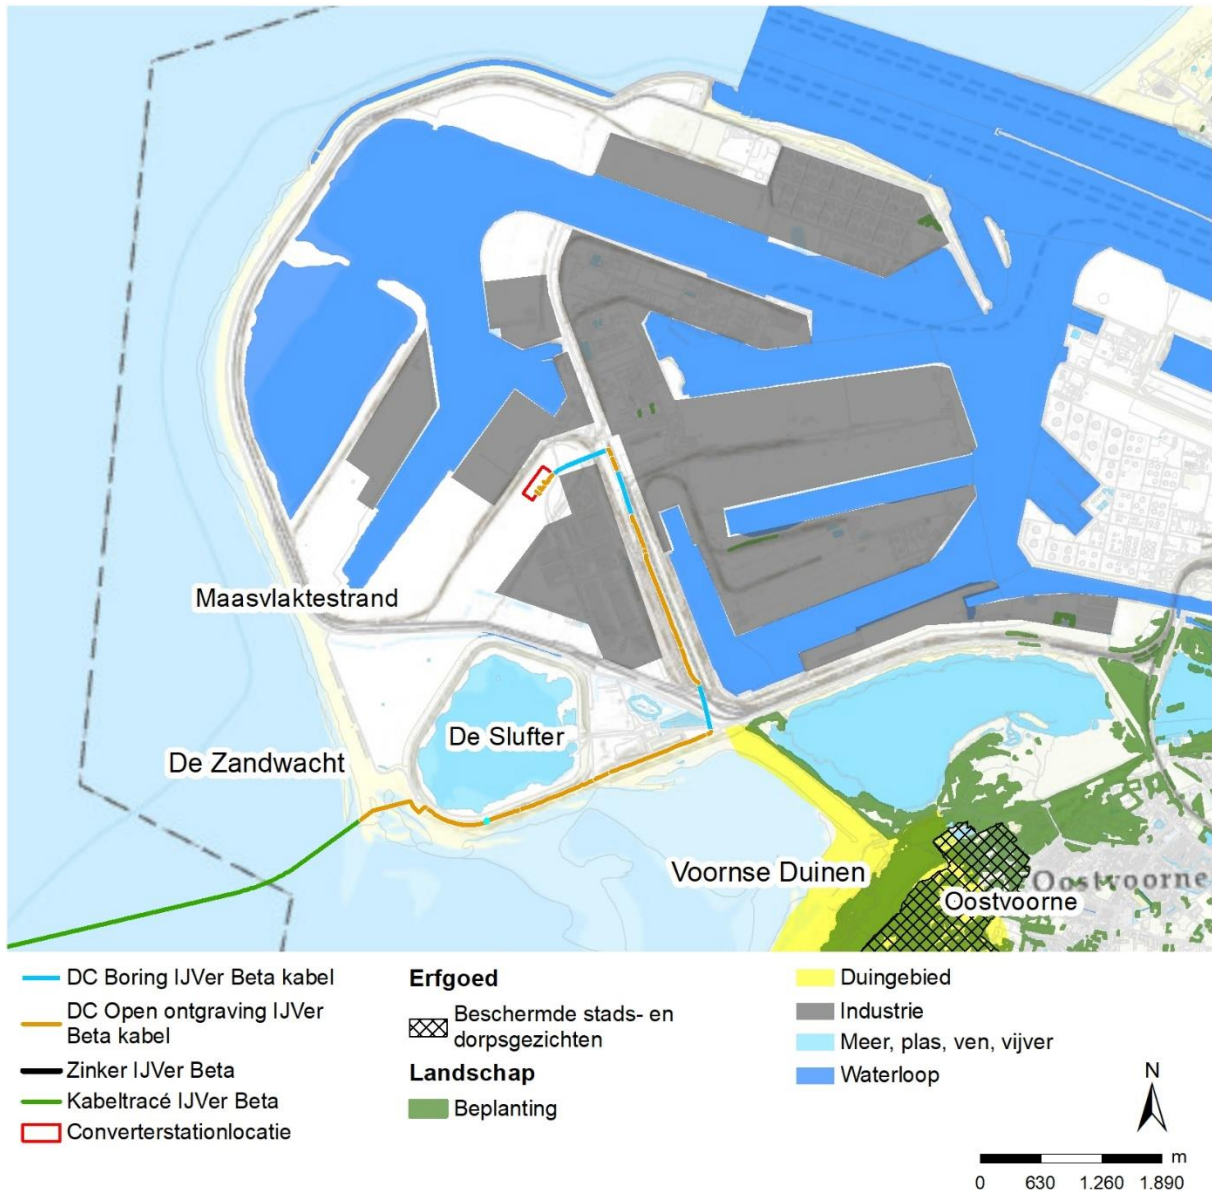 Maasvlaktestrand
De Slufter
De Zandwacht
Voornse Duinen
Oostvoorne
Oostvoorne
DC Boring IJVer Beta kabel
DC Open ontgraving IJVer
Beta kabel
Zinker IJVer Beta
Kabeltracé IJVer Beta
Converterstationlocatie
Erfgoed
Beschermde stads- en
dorpsgezichten
Landschap
Beplanting
Duingebied
Industrie
Meer, plas, ven, vijver
Waterloop
N
m
0 630 1.260 1.890